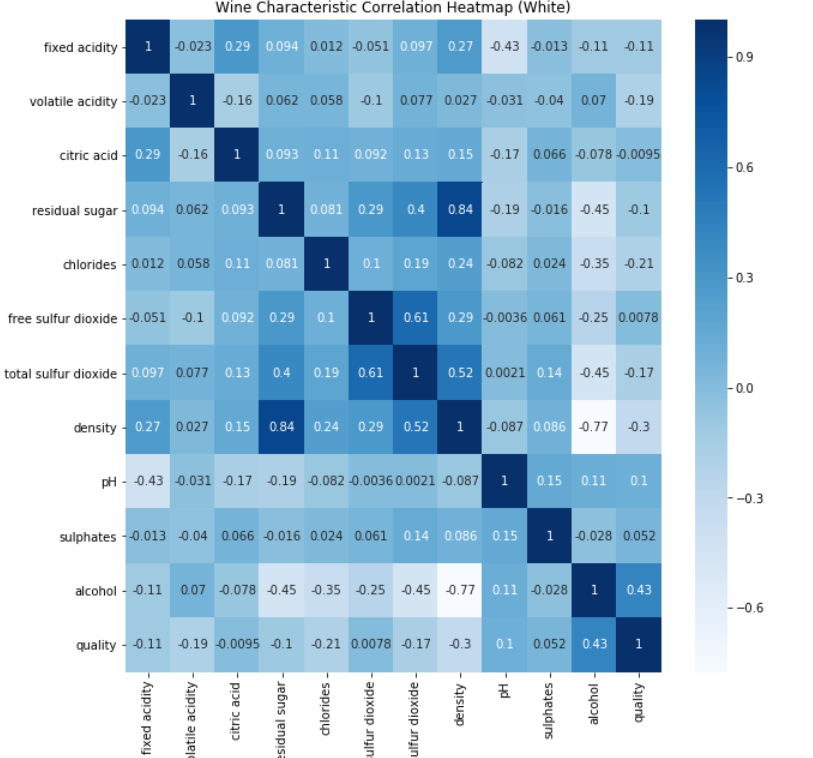 Wine Characteristic Correlation Heatmap (White)
fixed acidity 1 -0.023 0.29 0.094 0.012 -0.051 0.097 0.27 -0.43 -0.013 -0.11 -0.11
volatile acidity -0.023 1 -0.16 0.062 0.058 -0.1 0.077 0.027 -0.031 -0.04 0.07 -0.19
citric acid 0.29 -0.16 1 0.093 0.11 0.092 0.13 0.15 -0.17 0.066 -0.078 -0.0095
residual sugar 0.094 0.062 0.093 1 0.081 0.29 0.4 0.84 -0.19 -0.016 -0.45 -0.1
chlorides 0.012 0.058 0.11 0.081 1 0.1 0.19 0.24 -0.082 0.024 -0.35 -0.21
free sulfur dioxide -0.051 -0.1 0.092 0.29 0.1 1 0.61 0.29 -0.0036 0.061 -0.25 0.0078
total sulfur dioxide 0.097 0.077 0.13 0.4 0.19 0.61 1 0.52 0.0021 0.14 -0.45 -0.17
density 0.27 0.027 0.15 0.84 0.24 0.29 0.52 1 -0.087 0.086 -0.77 -0.3
pH -0.43 -0.031 -0.17 -0.19 -0.082 -0.0036 0.0021 -0.087 1 0.15 0.11 0.1
sulphates -0.013 -0.04 0.066 -0.016 0.024 0.061 0.14 0.086 0.15 1 -0.028 0.052
alcohol -0.11 0.07 -0.078 -0.45 -0.35 -0.25 -0.45 -0.77 0.11 -0.028 1 0.43
quality -0.11 -0.19 -0.0095 -0.1 -0.21 0.0078 -0.17 -0.3 0.1 0.052 0.43 1
fixed acidity
acidity
citric acid
sugar
chlorides
dioxide
dioxide
density
pH
sulphates
alcohol
quality
0.9
0.6
0.3
0.0
−0.3
−0.6